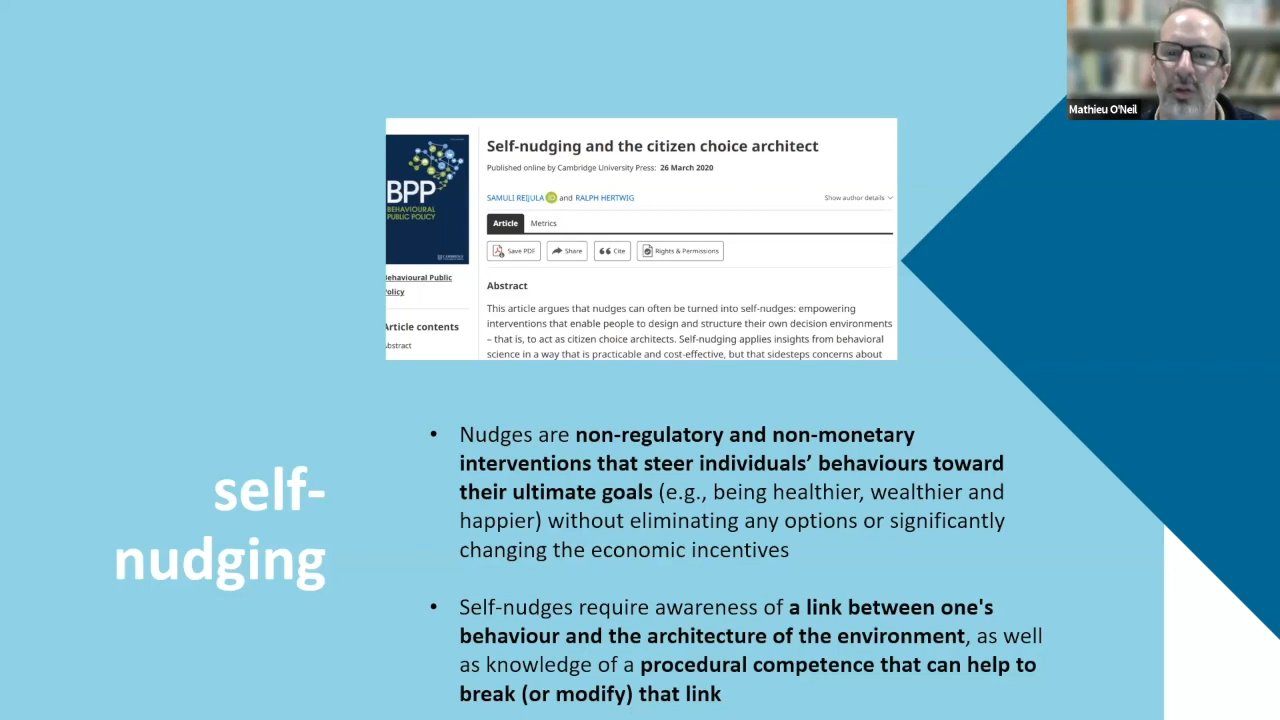 Mathieu O'Neil
BPP
BEHAVIOURAL
PUBLIC POLICY
ehavioural Public
olicy
Article contents
bstract
Self-nudging and the citizen choice architect
Published online by Cambridge University Press: 26 March 2020
SAMULI REIJULA iD and RALPH HERTWIG
Show author details
Article Metrics
Save PDF Share Cite Rights & Permissions
Abstract
This article argues that nudges can often be turned into self-nudges: empowering
interventions that enable people to design and structure their own decision environments
– that is, to act as citizen choice architects. Self-nudging applies insights from behavioral
science in a way that is practicable and cost-effective, but that sidesteps concerns about
self-
nudging
• Nudges are non-regulatory and non-monetary
interventions that steer individuals’ behaviours toward
their ultimate goals (e.g., being healthier, wealthier and
happier) without eliminating any options or significantly
changing the economic incentives
• Self-nudges require awareness of a link between one's
behaviour and the architecture of the environment, as well
as knowledge of a procedural competence that can help to
break (or modify) that link